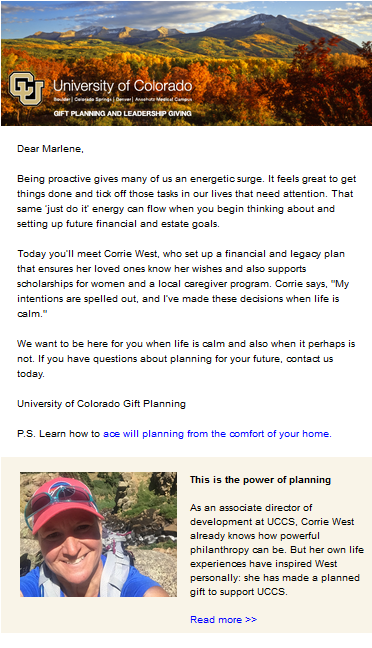 University of Colorado
Boulder | Colorado Springs | Denver | Anschutz Medical Campus
GIFT PLANNING AND LEADERSHIP GIVING
Dear Marlene,
Being proactive gives many of us an energetic surge. It feels great to get
things done and tick off those tasks in our lives that need attention. That
same 'just do it' energy can flow when you begin thinking about and
setting up future financial and estate goals.
Today you'll meet Corrie West, who set up a financial and legacy plan
that ensures her loved ones know her wishes and also supports
scholarships for women and a local caregiver program. Corrie says, "My
intentions are spelled out, and I've made these decisions when life is
calm."
We want to be here for you when life is calm and also when it perhaps is
not. If you have questions about planning for your future, contact us
today.
University of Colorado Gift Planning
P.S. Learn how to ace will planning from the comfort of your home.
This is the power of planning
As an associate director of
development at UCCS, Corrie West
already knows how powerful
philanthropy can be. But her own life
experiences have inspired West
personally: she has made a planned
gift to support UCCS.
Read more >>